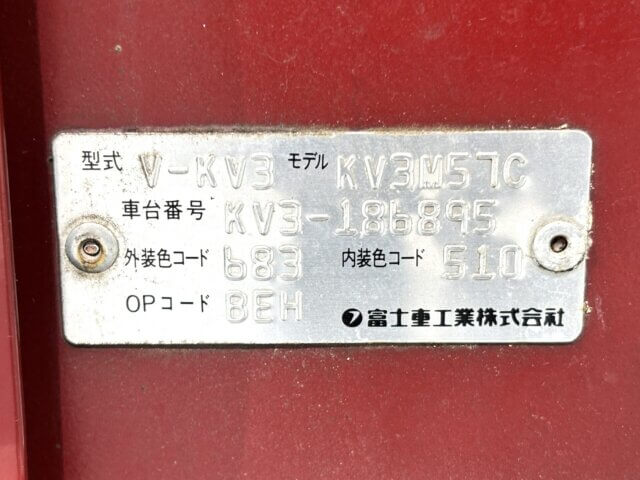 型式 V-KV3 モデル KV3M57C
車台番号 KV3-186895
外装色コード 683 内装色コード 510
OPコード BEH
フ 富士重工業株式会社